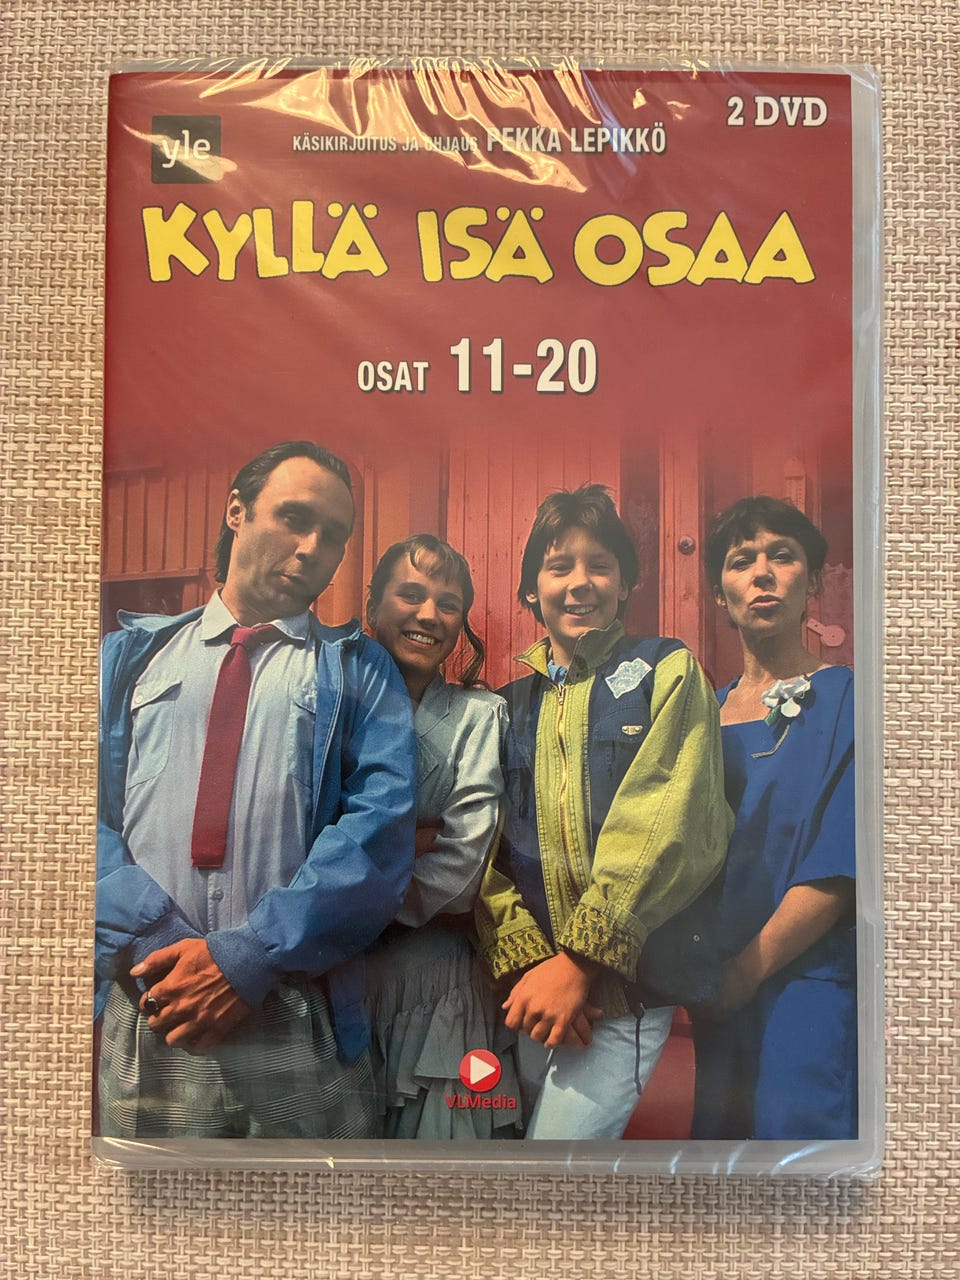 2 DVD
yle
KÄSIKIRJOITUS JA OHJAUS PEKKA LEPIKKÖ
KYLLÄ ISÄ OSAA
OSAT 11-20
VLMedia